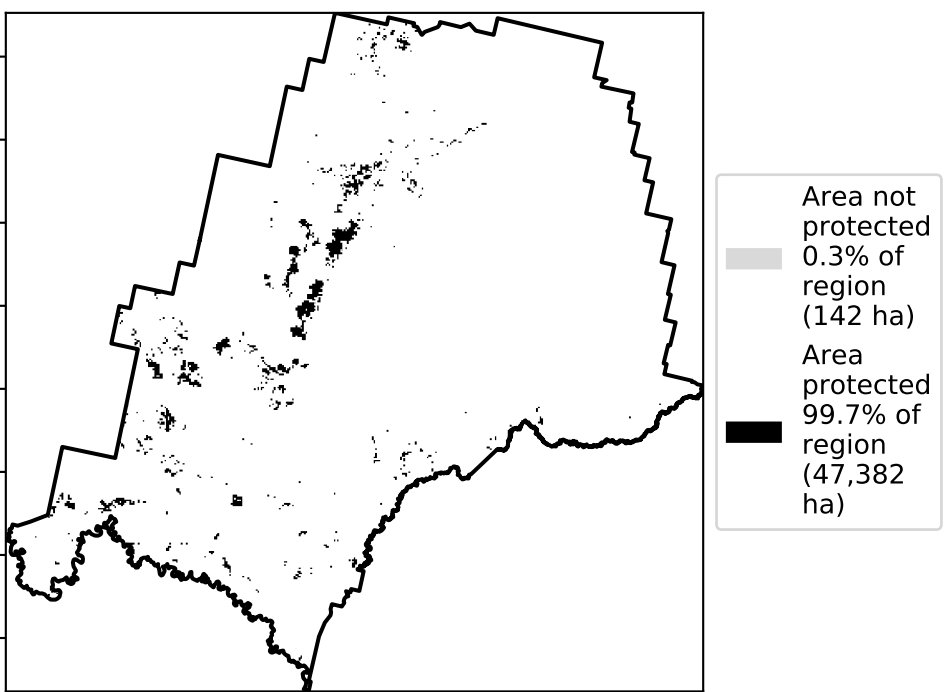 Area not
protected
0.3% of
region
(142 ha)
Area
protected
99.7% of
region
(47,382
ha)